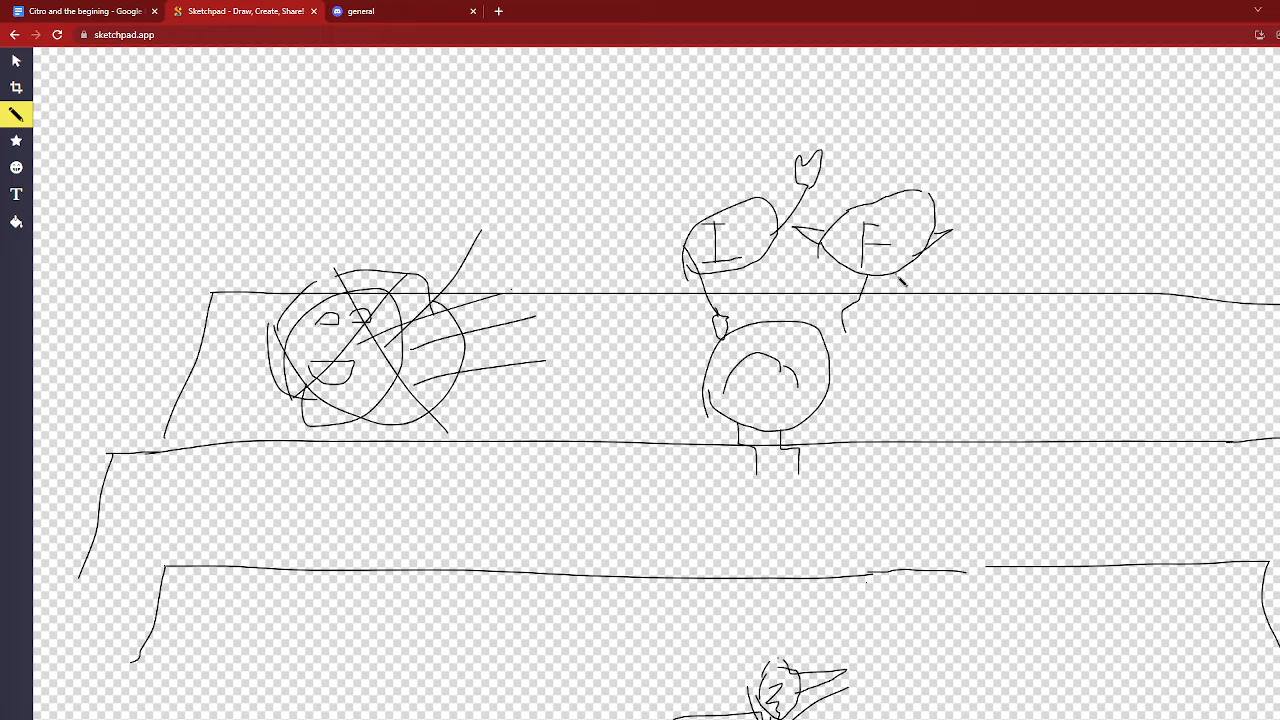 Citro and the begining - Google
Sketchpad - Draw, Create, Share!
general
sketchpad.app
T
I
F